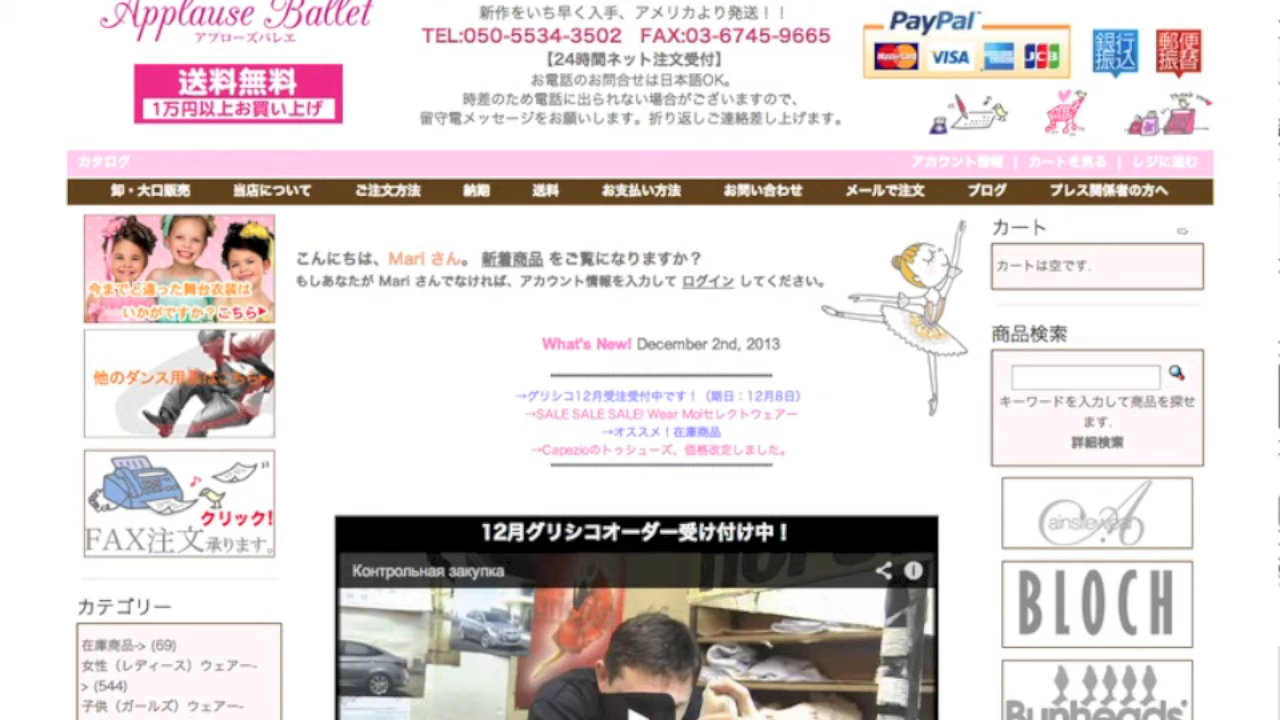 Applause Ballet
アプローズバレエ
送料無料
1万円以上お買い上げ
新作をいち早く入手、アメリカより発送！！
TEL:050-5534-3502 FAX:03-6745-9665
【24時間ネット注文受付】
お電話のお問合せは日本語OK。
時差のため電話に出られない場合がございますので、
留守電メッセージをお願いします。折り返しご連絡差し上げます。
PayPal
MasterCard VISA JCB
銀行振込 郵便振替
カタログ
アカウント情報 | カートを見る | レジに進む
卸・大口販売 当店について ご注文方法 納期 送料 お支払い方法 お問い合わせ メールで注文 ブログ プレス関係者の方へ
今までと違った舞台衣装は
いかがですか？こちら▶
他のダンス用品はこちら
クリック!
FAX注文承ります。
カテゴリー
在庫商品-> (69)
女性（レディース）ウェアー-
> (544)
子供（ガールズ）ウェアー-
こんにちは、Mari さん。 新着商品 をご覧になりますか？
もしあなたが Mari さんでなければ、アカウント情報を入力して ログイン してください。
What's New! December 2nd, 2013
→グリシコ12月受注受付中です！（期日：12月8日）
→SALE SALE SALE! Wear Moiセレクトウェアー
→オススメ！在庫商品
→Capezioのトゥシューズ、価格改定しました。
12月グリシコオーダー受け付け中！
Контрольная закупка
カート
カートは空です.
商品検索
キーワードを入力して商品を探せ
ます.
詳細検索
ainsliewear
BLOCH
Bunheads